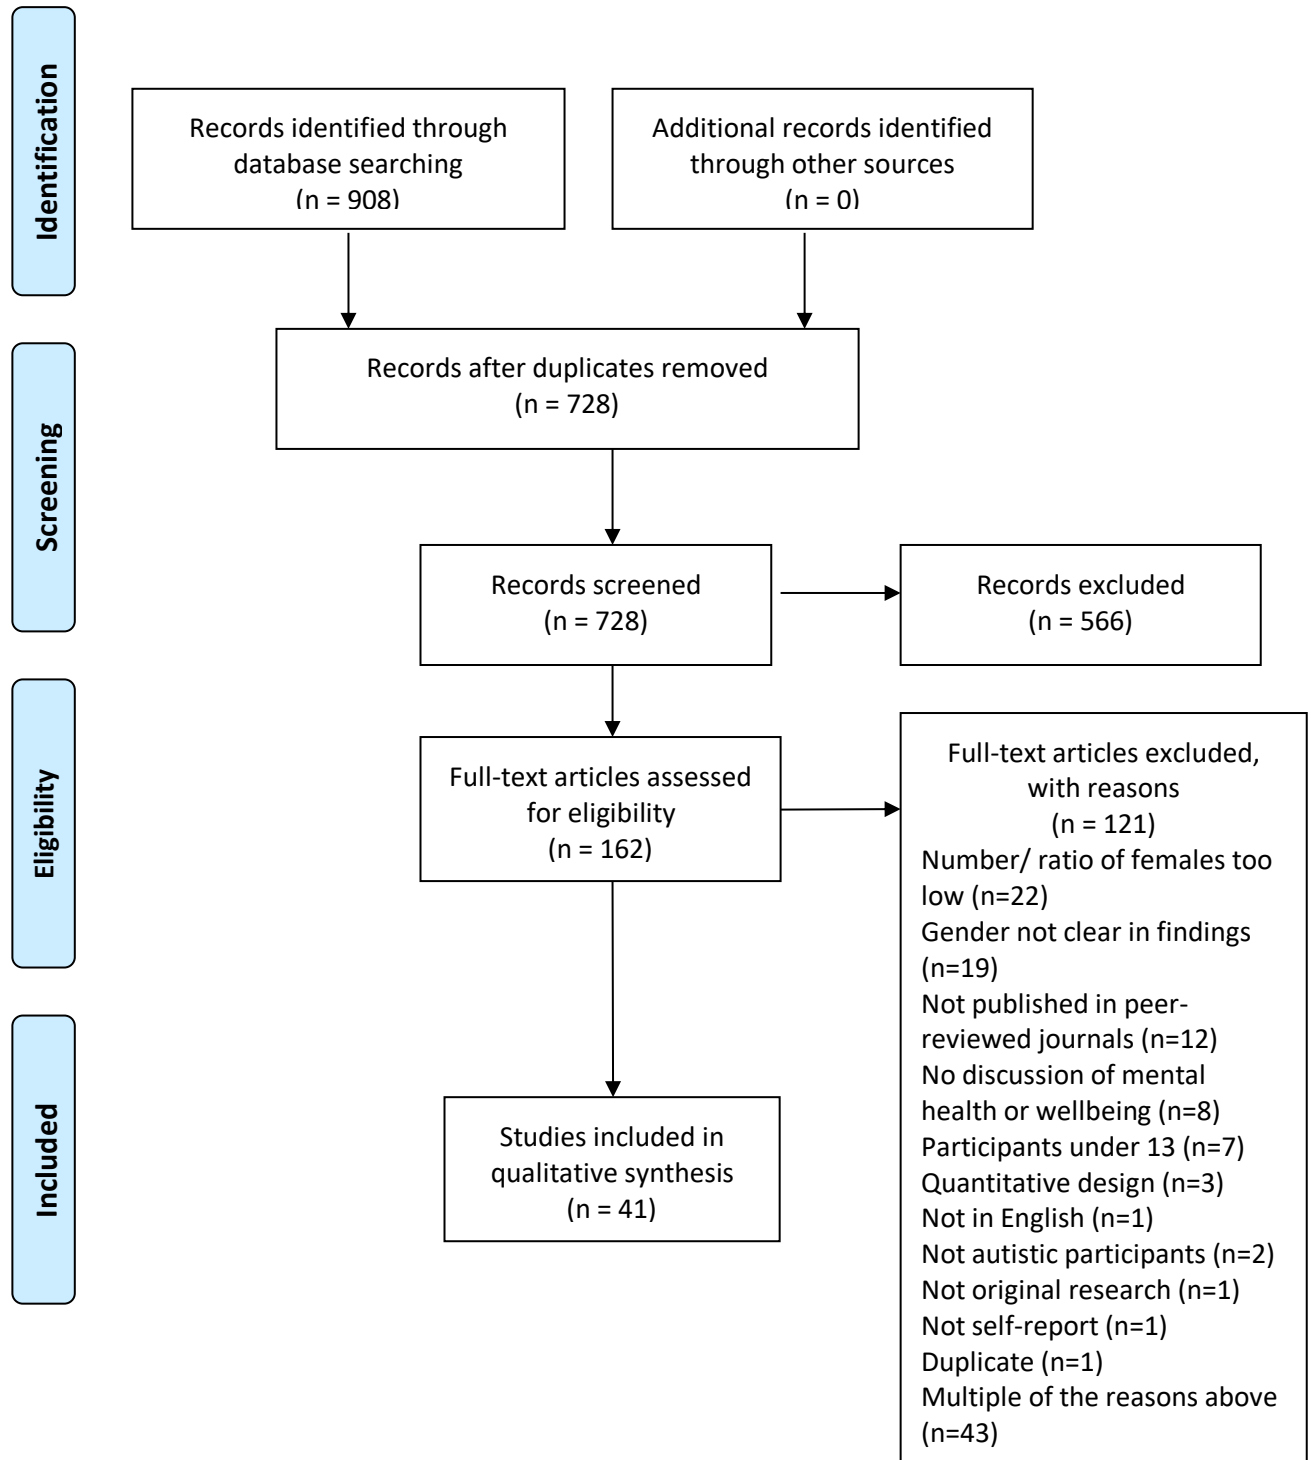 Identification
Records identified through
database searching
(n = 908)
Additional records identified
through other sources
(n = 0)
Records after duplicates removed
(n = 728)
Screening
Records screened
(n = 728)
Records excluded
(n = 566)
Eligibility
Full-text articles assessed
for eligibility
(n = 162)
Full-text articles excluded,
with reasons
(n = 121)
Number/ ratio of females too
low (n=22)
Gender not clear in findings
(n=19)
Not published in peer-
reviewed journals (n=12)
No discussion of mental
health or wellbeing (n=8)
Participants under 13 (n=7)
Quantitative design (n=3)
Not in English (n=1)
Not autistic participants (n=2)
Not original research (n=1)
Not self-report (n=1)
Duplicate (n=1)
Multiple of the reasons above
(n=43)
Included
Studies included in
qualitative synthesis
(n = 41)